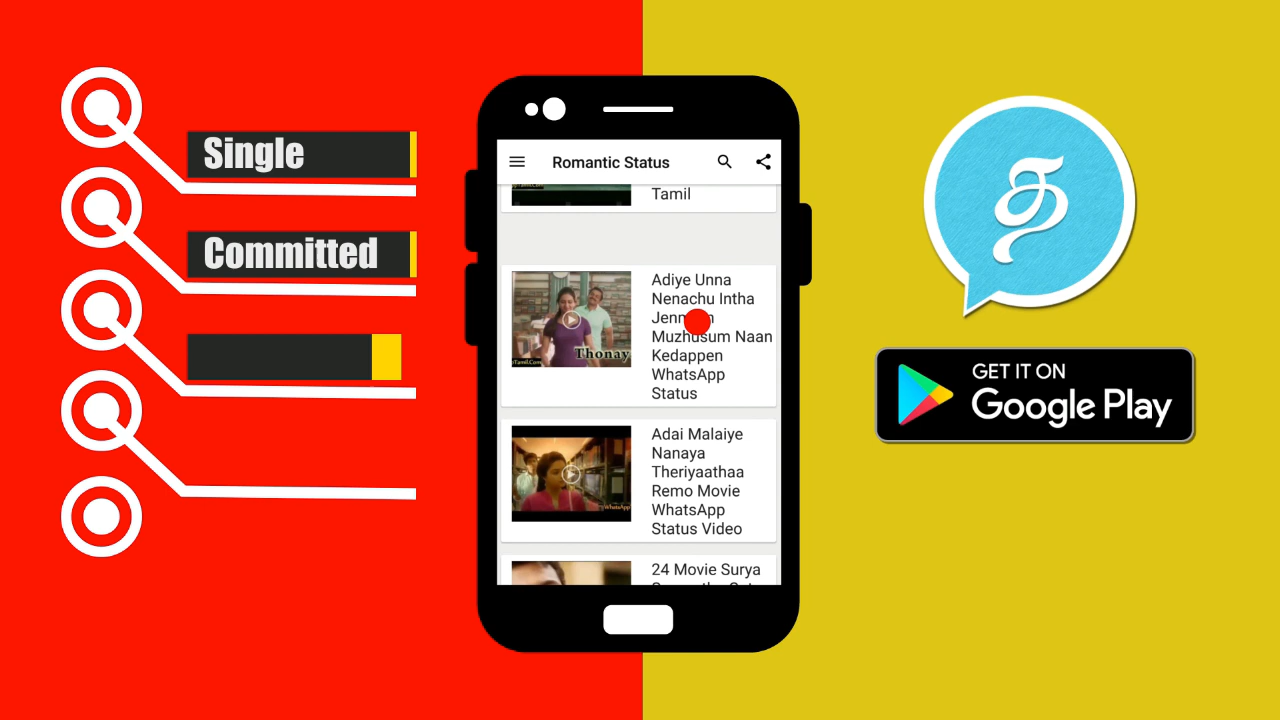 Single
Committed
Romantic Status
Tamil
Adiye Unna
Nenachu Intha
Muzhusum Naan
Kedappen
WhatsApp
Status
Thonay
Adai Malaiye
Nanaya
Theriyaathaa
Remo Movie
WhatsApp
Status Video
WhatsApp
24 Movie Surya
த
GET IT ON
Google Play